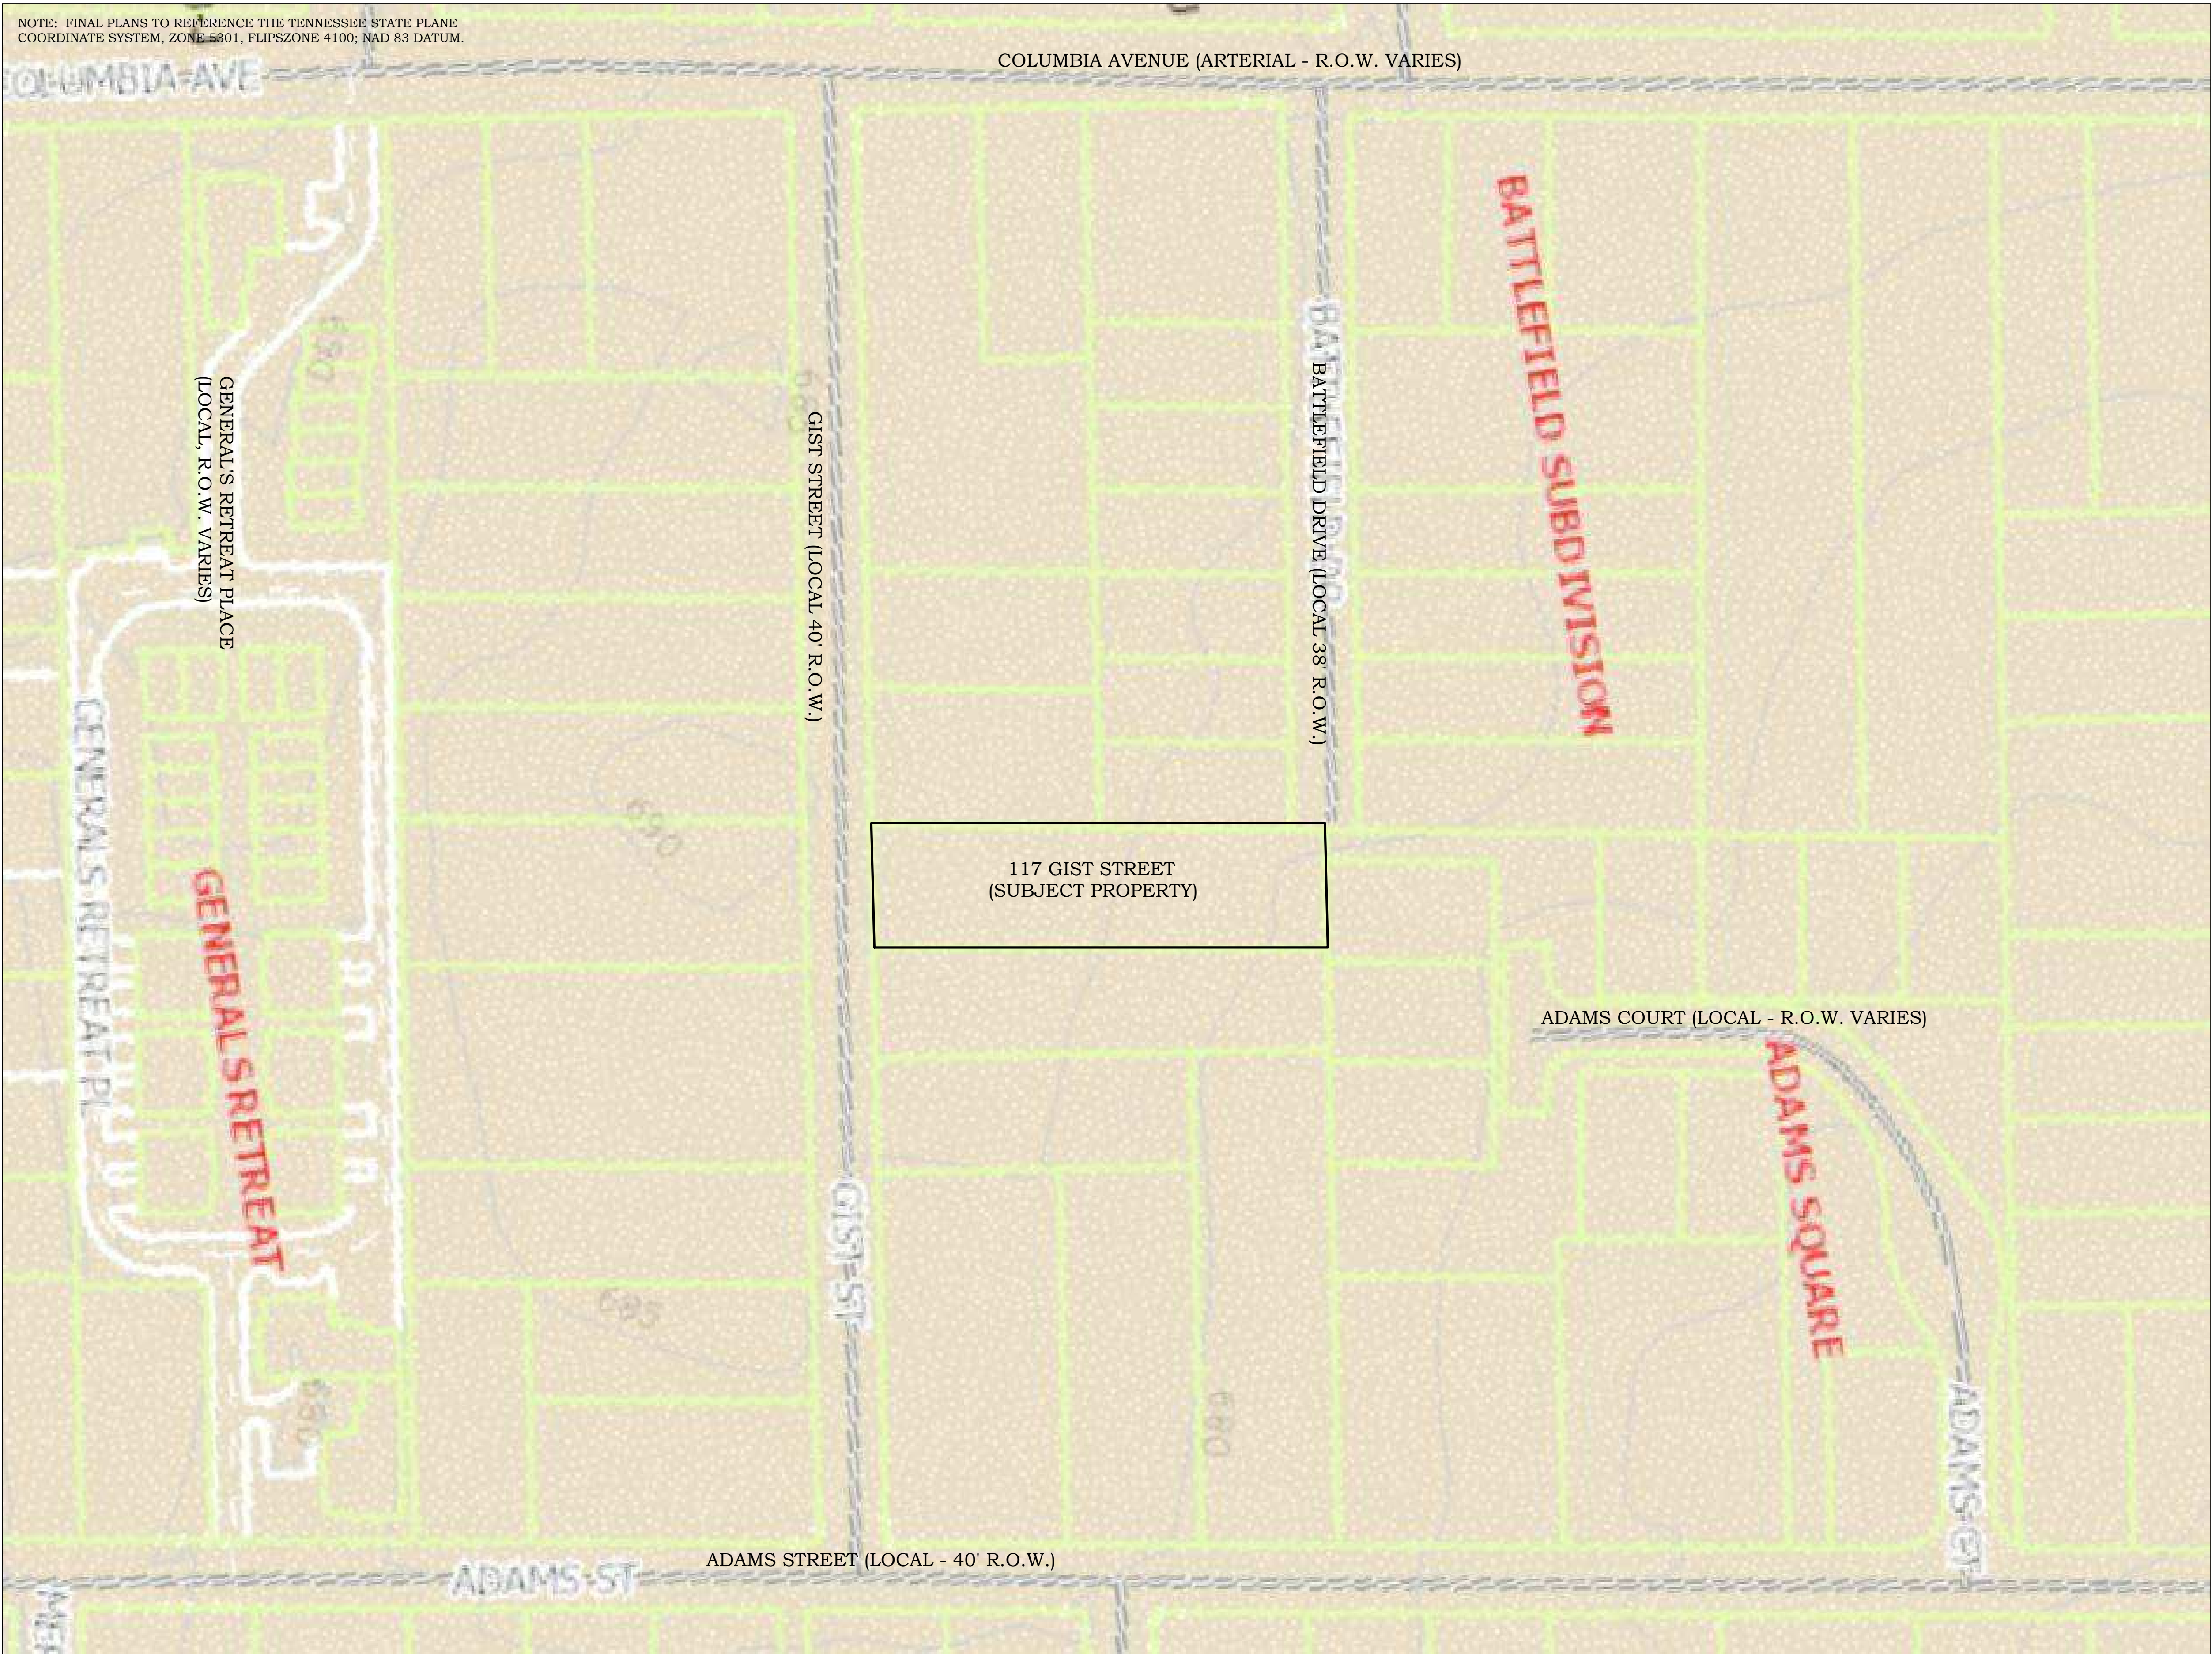 NOTE: FINAL PLANS TO REFERENCE THE TENNESSEE STATE PLANE
COORDINATE SYSTEM, ZONE 5301, FLIPSZONE 4100; NAD 83 DATUM.
COLUMBIA AVENUE (ARTERIAL - R.O.W. VARIES)
COLUMBIA AVE
BATTLEFIELD SUBDIVISION
GENERAL'S RETREAT PLACE
(LOCAL, R.O.W. VARIES)
690
GIST STREET (LOCAL 40' R.O.W.)
BATTLEFIELD DRIVE (LOCAL 38' R.O.W.)
GENERALS RETREAT PL
690
117 GIST STREET
(SUBJECT PROPERTY)
GENERALS RETREAT
ADAMS COURT (LOCAL - R.O.W. VARIES)
ADAMS SQUARE
GIST ST
685
690
680
ADAMS CT
ADAMS STREET (LOCAL - 40' R.O.W.)
ADAMS ST